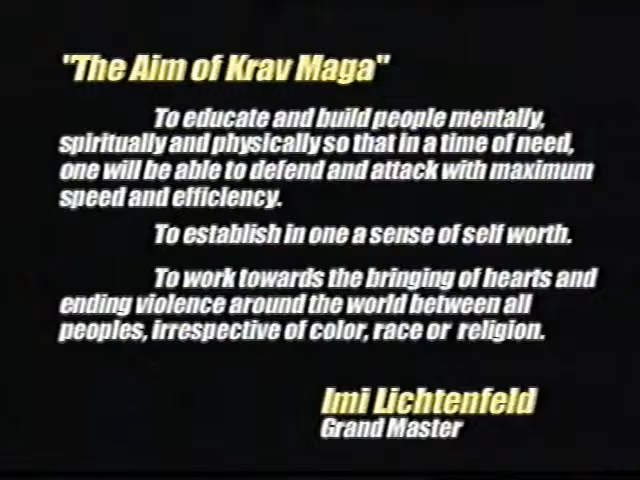 "The Aim of Krav Maga"
To educate and build people mentally,
spiritually and physically so that in a time of need,
one will be able to defend and attack with maximum
speed and efficiency.
To establish in one a sense of self worth.
To work towards the bringing of hearts and
ending violence around the world between all
peoples, irrespective of color, race or religion.
Imi Lichtenfeld
Grand Master